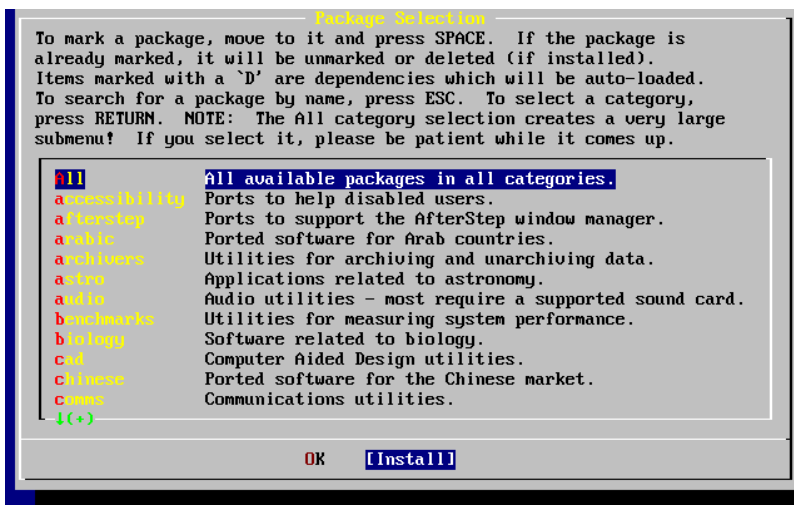 Package Selection
To mark a package, move to it and press SPACE.  If the package is
already marked, it will be unmarked or deleted (if installed).
Items marked with a `D' are dependencies which will be auto-loaded.
To search for a package by name, press ESC.  To select a category,
press RETURN.  NOTE:  The All category selection creates a very large
submenu!  If you select it, please be patient while it comes up.
All All available packages in all categories.
accessibility Ports to help disabled users.
afterstep Ports to support the AfterStep window manager.
arabic Ported software for Arab countries.
archivers Utilities for archiving and unarchiving data.
astro Applications related to astronomy.
audio Audio utilities - most require a supported sound card.
benchmarks Utilities for measuring system performance.
biology Software related to biology.
cad Computer Aided Design utilities.
chinese Ported software for the Chinese market.
comms Communications utilities.
↓(+)
OK [Install]